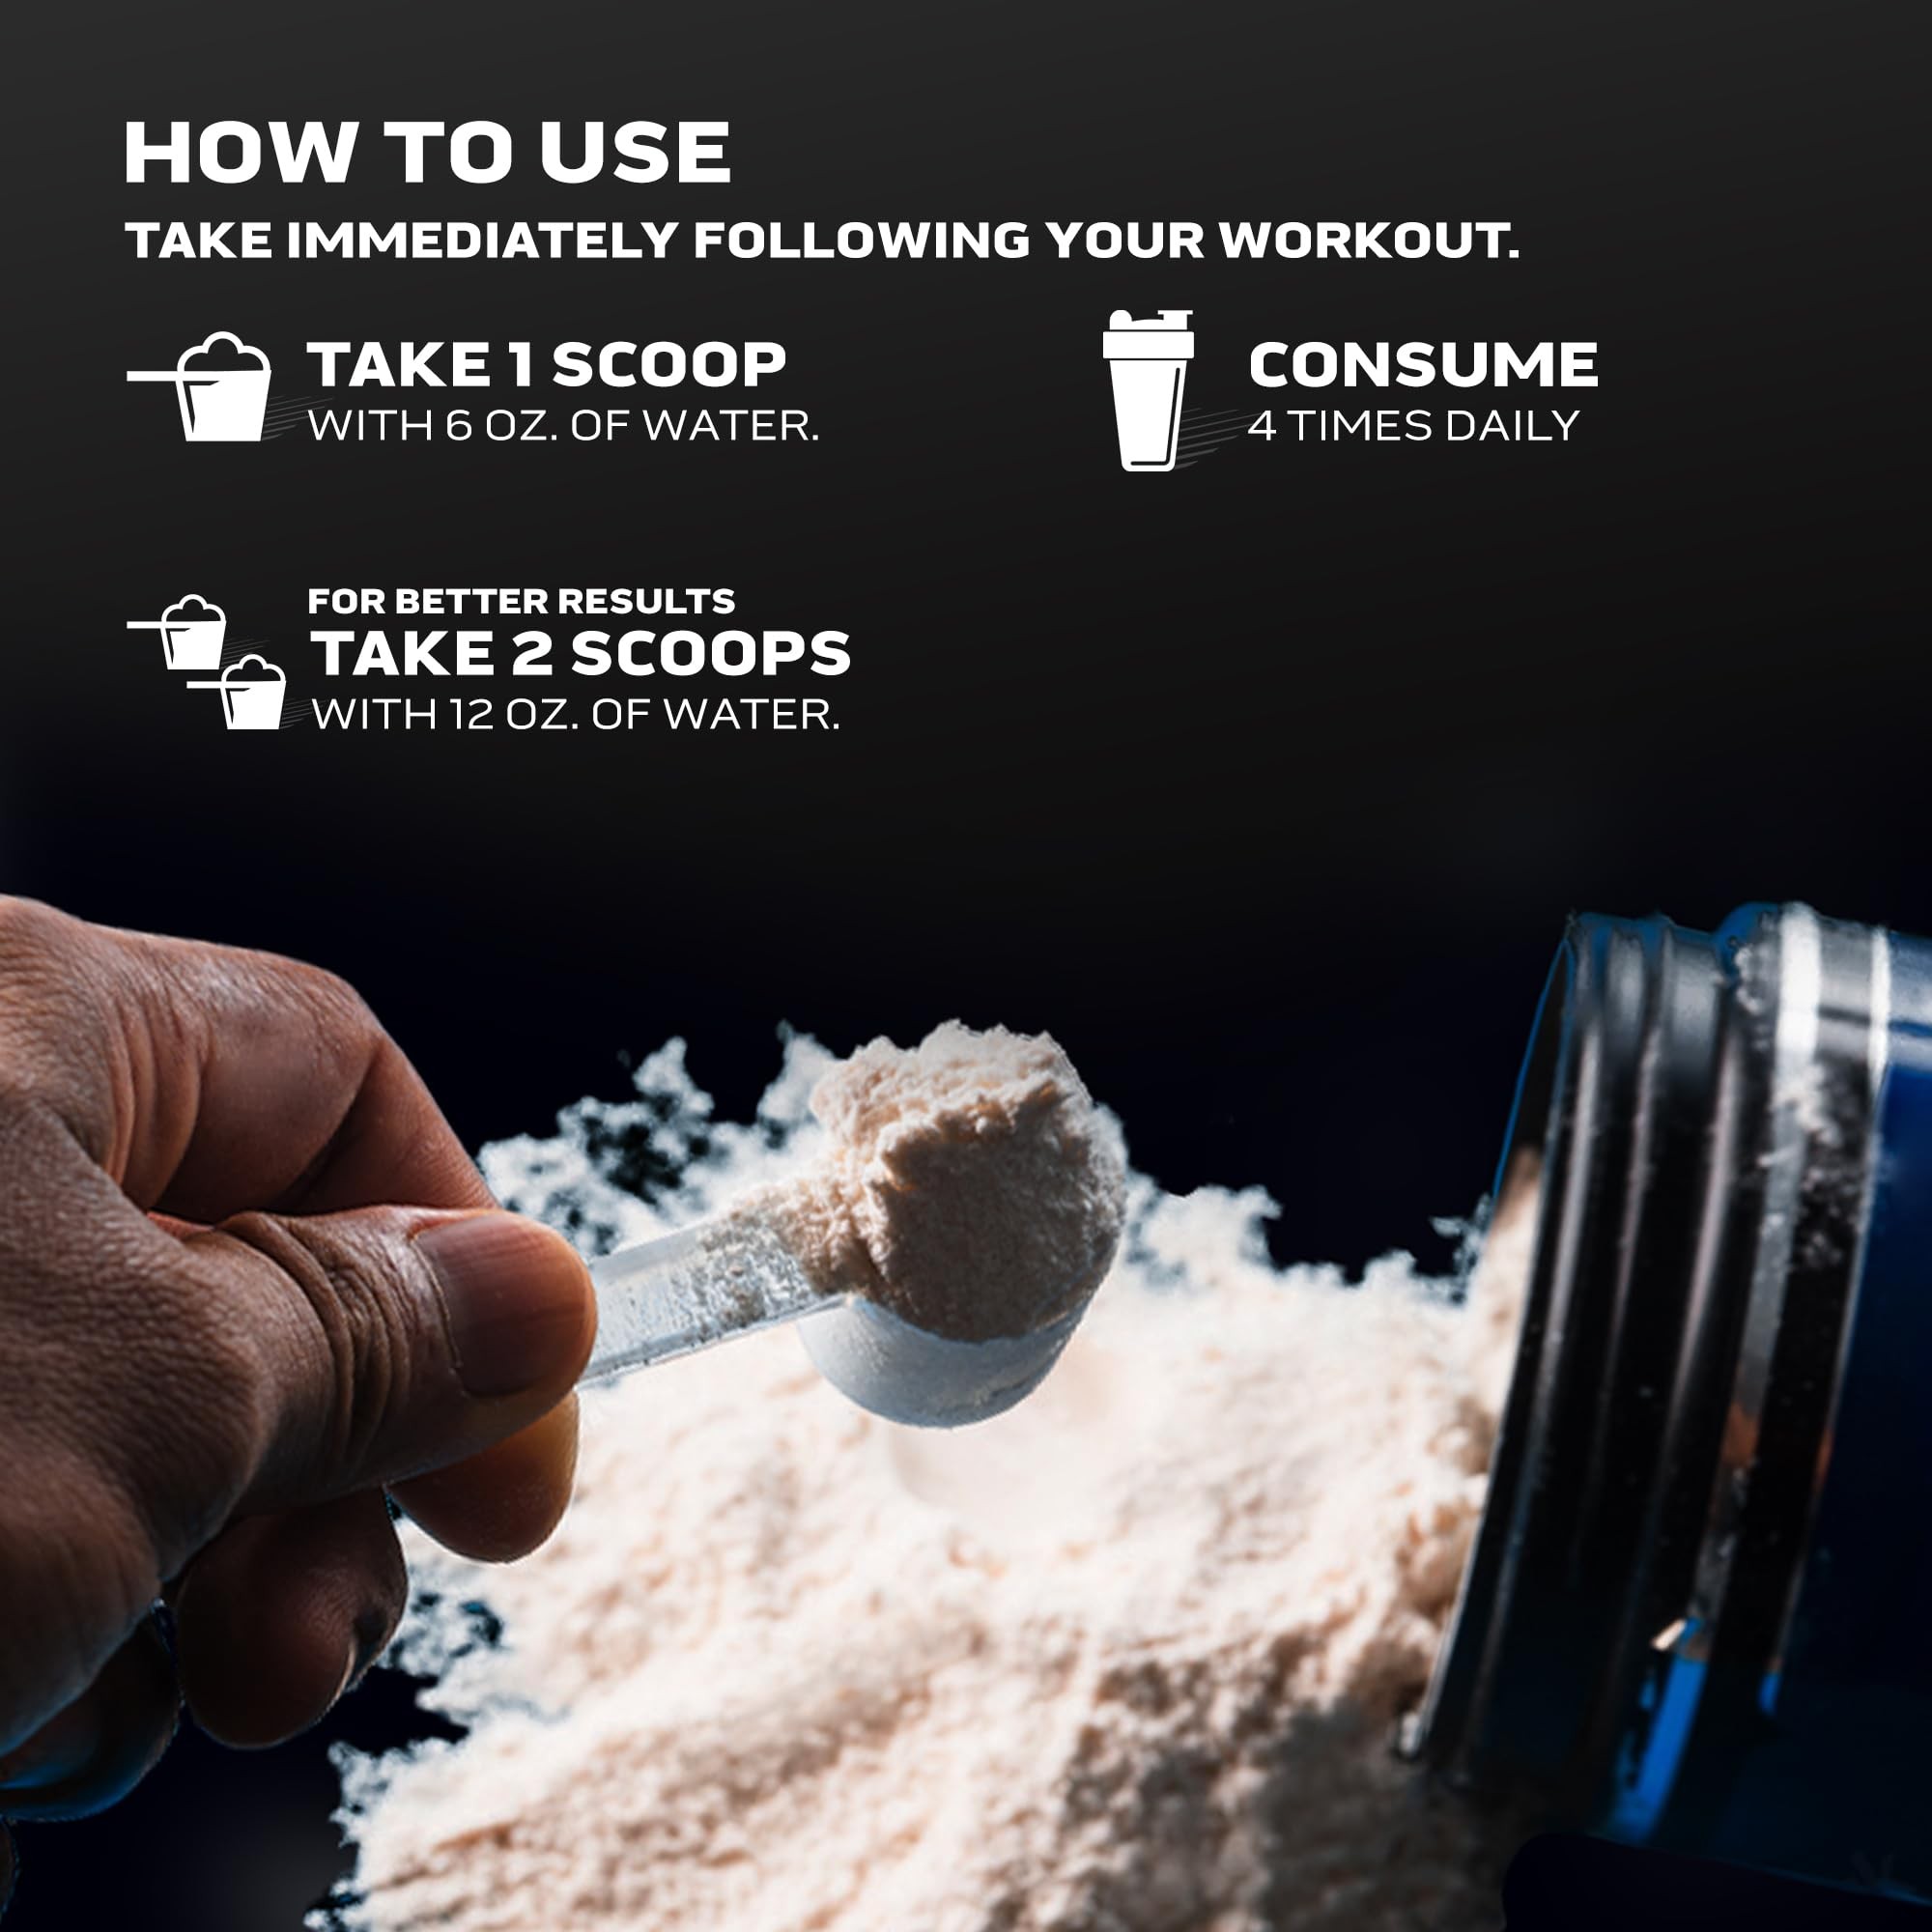 HOW TO USE
TAKE IMMEDIATELY FOLLOWING YOUR WORKOUT.
TAKE 1 SCOOP
WITH 6 OZ. OF WATER.
CONSUME
4 TIMES DAILY
FOR BETTER RESULTS
TAKE 2 SCOOPS
WITH 12 OZ. OF WATER.